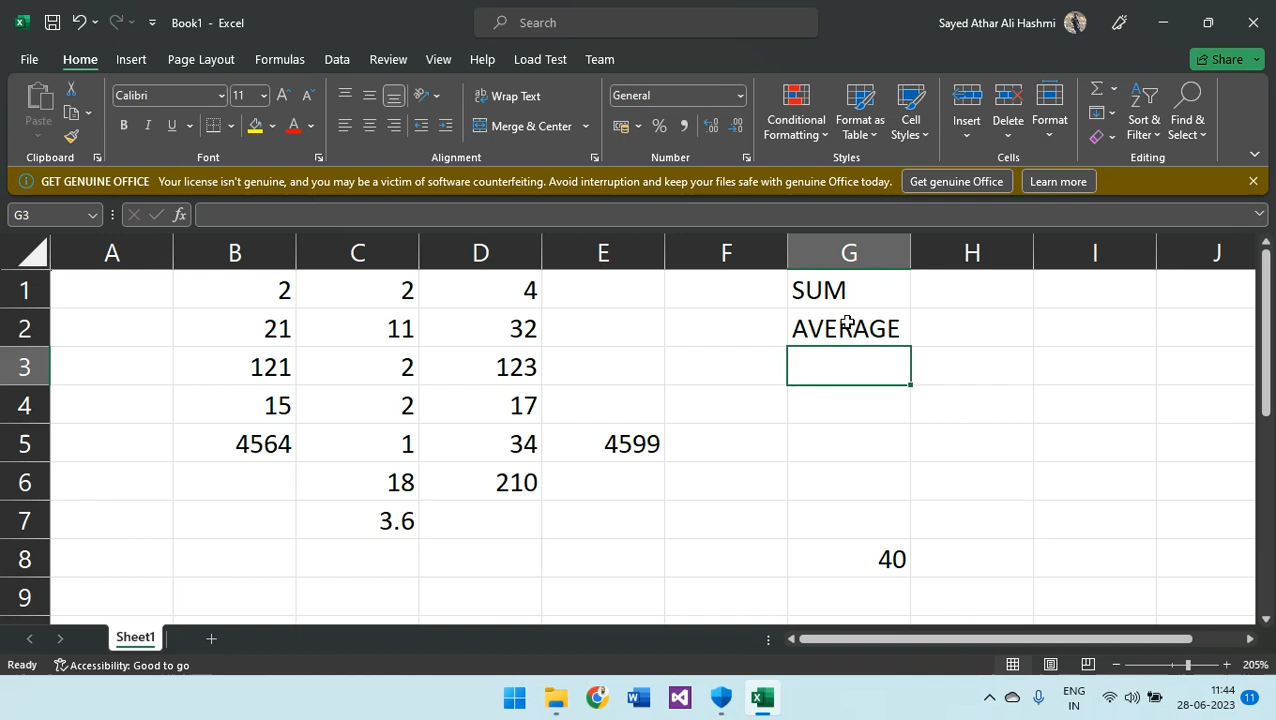 Book1 - Excel
Search
Sayed Athar Ali Hashmi
File Home Insert Page Layout Formulas Data Review View Help Load Test Team
Share
Paste
Clipboard
Calibri 11
B I U
Font
Wrap Text
Merge & Center
Alignment
General
Number
Conditional Formatting
Format as Table
Cell Styles
Styles
Insert
Delete
Format
Cells
Sort & Filter
Find & Select
Editing
GET GENUINE OFFICE Your license isn't genuine, and you may be a victim of software counterfeiting. Avoid interruption and keep your files safe with genuine Office today. Get genuine Office Learn more
G3 fx
A B C D E F G H I J
1 2 2 4 SUM
2 21 11 32 AVERAGE
3 121 2 123
4 15 2 17
5 4564 1 34 4599
6 18 210
7 3.6
8 40
9
Sheet1
Ready Accessibility: Good to go 205%
ENG
IN
11:44
28-06-2023
11